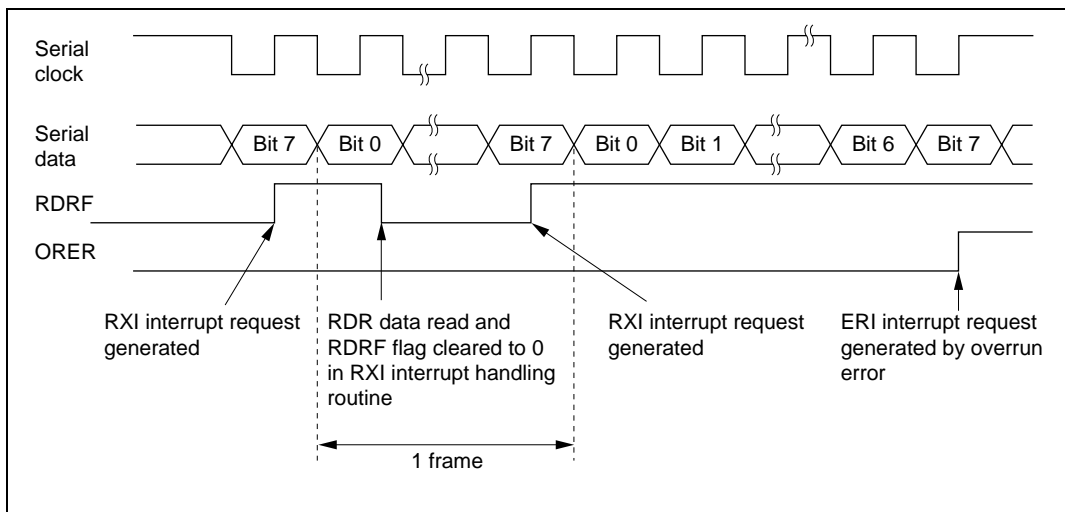 Serial
clock
Serial
data
Bit 7
Bit 0
Bit 7
Bit 0
Bit 1
Bit 6
Bit 7
RDRF
ORER
RXI interrupt request
generated
RDR data read and
RDRF flag cleared to 0
in RXI interrupt handling
routine
RXI interrupt request
generated
ERI interrupt request
generated by overrun
error
1 frame